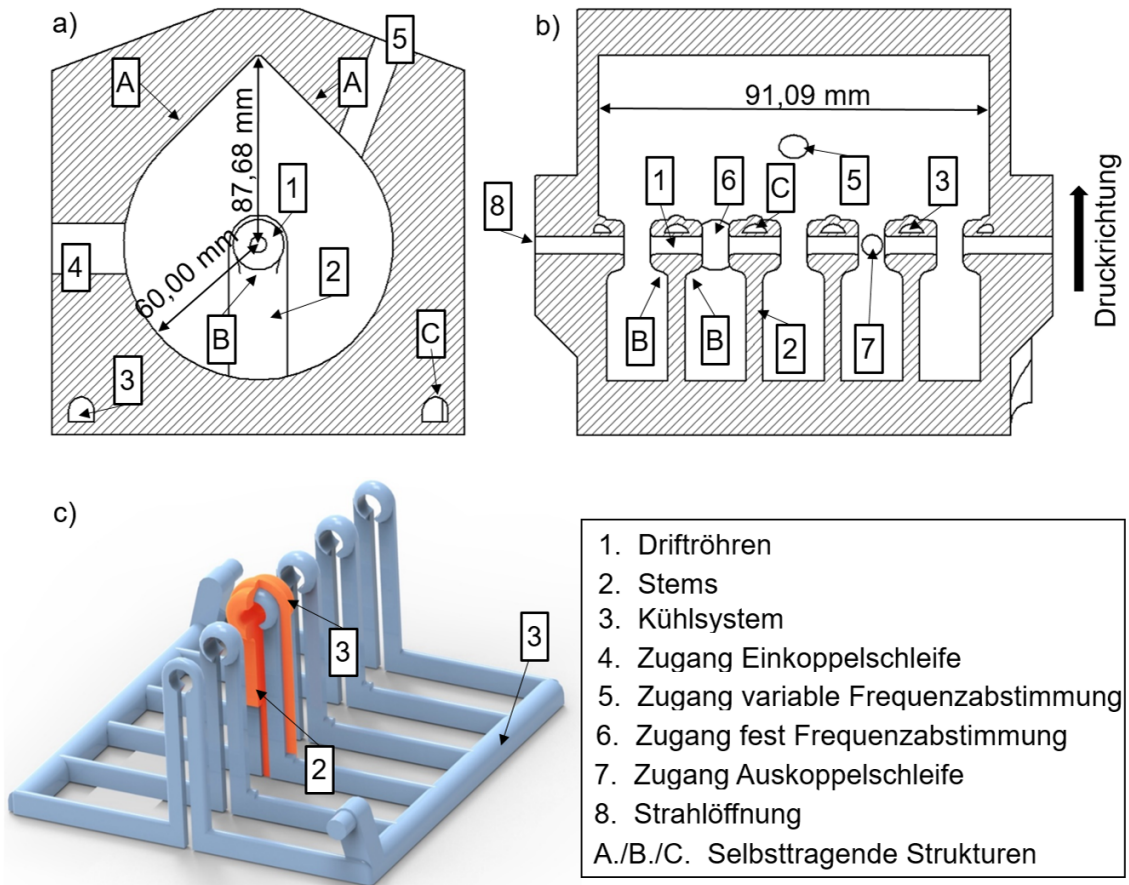 a)
5
A
A
87,68 mm
1
4
60,00 mm
2
B
C
3
b)
91,09 mm
8
1
6
C
5
3
B
B
2
7
Druckrichtung
c)
3
3
2
1. Driftröhren
2. Stems
3. Kühlsystem
4. Zugang Einkoppelschleife
5. Zugang variable Frequenzabstimmung
6. Zugang fest Frequenzabstimmung
7. Zugang Auskoppelschleife
8. Strahlöffnung
A./B./C. Selbsttragende Strukturen